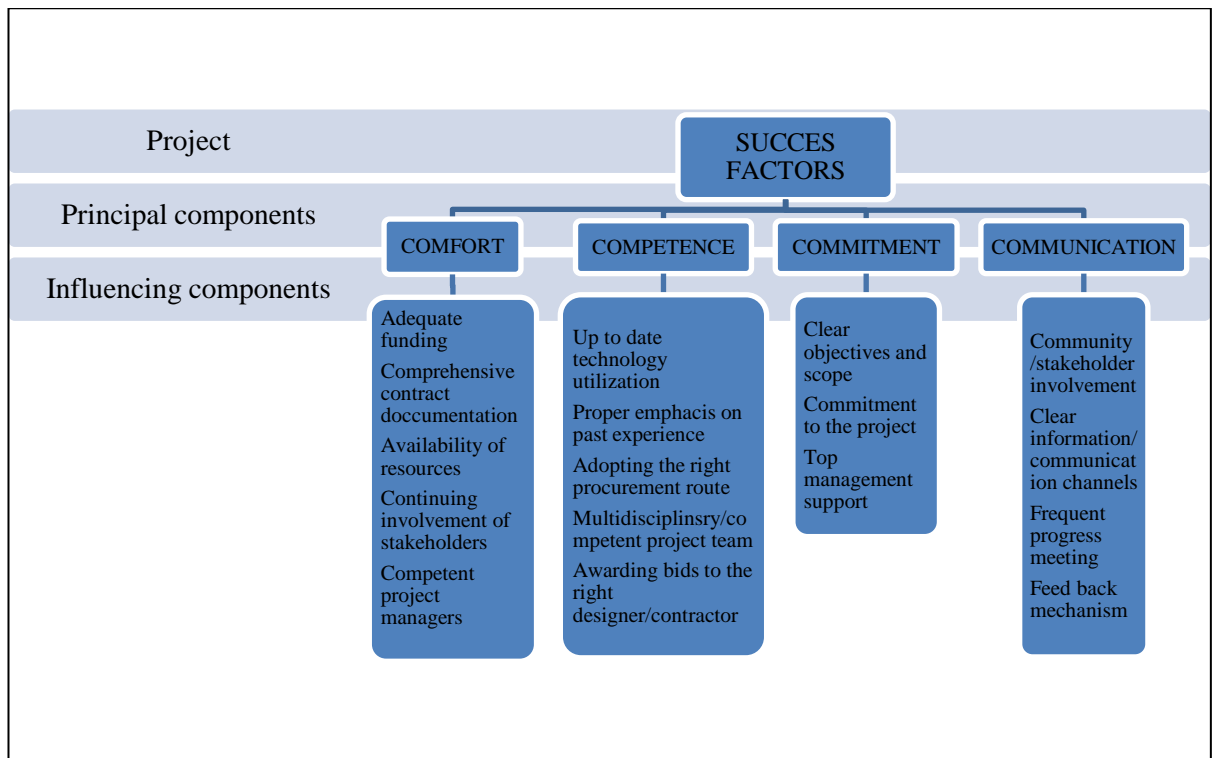 Project
SUCCES
FACTORS
Principal components
COMFORT
COMPETENCE
COMMITMENT
COMMUNICATION
Influencing components
Adequate
funding
Comprehensive
contract
doccumentation
Availability of
resources
Continuing
involvement of
stakeholders
Competent
project
managers
Up to date
technology
utilization
Proper emphacis on
past experience
Adopting the right
procurement route
Multidisciplinsry/co
mpetent project team
Awarding bids to the
right
designer/contractor
Clear
objectives and
scope
Commitment
to the project
Top
management
support
Community
/stakeholder
involvement
Clear
information/
communicat
ion channels
Frequent
progress
meeting
Feed back
mechanism